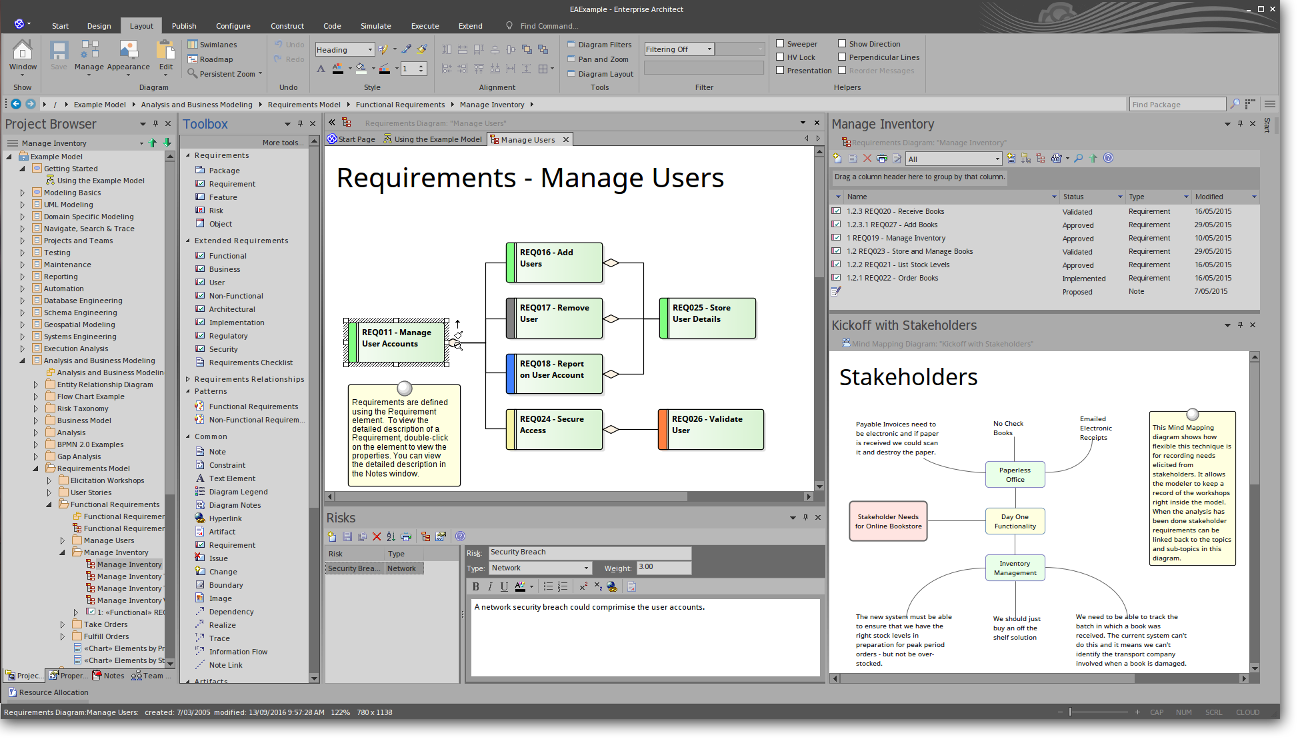 EAExample - Enterprise Architect
Start Design Layout Publish Configure Construct Code Simulate Execute Extend Find Command...
Window Save Manage Appearance Edit
Swimlanes
Roadmap
Persistent Zoom
Undo
Redo
Heading
A 1
Diagram Filters
Pan and Zoom
Diagram Layout
Filtering Off
Sweeper
HV Lock
Presentation
Show Direction
Perpendicular Lines
Reorder Messages
Show Diagram Undo Style Alignment Tools Filter Helpers
/ Example Model Analysis and Business Modeling Requirements Model Functional Requirements Manage Inventory
Find Package
Project Browser
Manage Inventory
Example Model
Getting Started
Using the Example Model
Modeling Basics
UML Modeling
Domain Specific Modeling
Navigate, Search & Trace
Projects and Teams
Testing
Maintenance
Reporting
Automation
Database Engineering
Schema Engineering
Geospatial Modeling
Systems Engineering
Execution Analysis
Analysis and Business Modeling
Analysis and Business Modelin
Entity Relationship Diagram
Flow Chart Example
Risk Taxonomy
Business Model
Analysis
BPMN 2.0 Examples
Gap Analysis
Requirements Model
Elicitation Workshops
User Stories
Functional Requirements
Functional Requiremer
Functional Requiremer
Manage Users
Manage Inventory
Manage Inventory
Manage Inventory
Manage Inventory
Manage Inventory
1: «Functional» REC
Take Orders
Fulfill Orders
«Chart» Elements by Pr
«Chart» Elements by St
Projec... Proper... Notes Team ...
Resource Allocation
Toolbox
More tools...
Requirements
Package
Requirement
Feature
Risk
Object
Extended Requirements
Functional
Business
User
Non-Functional
Architectural
Implementation
Regulatory
Security
Requirements Checklist
Requirements Relationships
Patterns
Functional Requirements
Non-Functional Requirem...
Common
Note
Constraint
Text Element
Diagram Legend
Diagram Notes
Hyperlink
Artifact
Requirement
Issue
Change
Boundary
Image
Dependency
Realize
Trace
Information Flow
Note Link
Artifacts
Requirements Diagram: "Manage Users"
Start Page Using the Example Model Manage Users
Requirements - Manage Users
REQ011 - Manage
User Accounts
REQ016 - Add
Users
REQ017 - Remove
User
REQ018 - Report
on User Account
REQ024 - Secure
Access
REQ025 - Store
User Details
REQ026 - Validate
User
Requirements are defined
using the Requirement
element. To view the
detailed description of a
Requirement, double-click
on the element to view the
properties. You can view
the detailed description in
the Notes window.
Risks
Risk Type
Security Brea... Network
Risk: Security Breach
Type: Network Weight: 3.00
B I U A
A network security breach could comprimise the user accounts.
Manage Inventory
Requirements Diagram: "Manage Inventory"
All
Drag a column header here to group by that column.
Name Status Type Modified
1.2.3 REQ020 - Receive Books Validated Requirement 16/05/2015
1.2.3.1 REQ027 - Add Books Approved Requirement 29/05/2015
1 REQ019 - Manage Inventory Approved Requirement 10/05/2015
1.2 REQ023 - Store and Manage Books Validated Requirement 29/05/2015
1.2.2 REQ021 - List Stock Levels Approved Requirement 16/05/2015
1.2.1 REQ022 - Order Books Implemented Requirement 16/05/2015
Proposed Note 7/05/2015
Start
Kickoff with Stakeholders
Mind Mapping Diagram: "Kickoff with Stakeholders"
Stakeholders
Payable Invoices need to
be electronic and if paper
is received we could scan
it and destroy the paper.
No Check
Books
Emailed
Electronic
Receipts
Paperless
Office
Stakeholder Needs
for Online Bookstore
Day One
Functionality
Inventory
Management
The new system must be able
to ensure that we have the
right stock levels in
preparation for peak period
orders - but not be over-
stocked.
We should just
buy an off the
shelf solution
We need to be able to track the
batch in which a book was
received. The current system can't
do this and it means we can't
identify the transport company
involved when a book is damaged.
This Mind Mapping
diagram shows how
flexible this technique is
for recording needs
elicited from
stakeholders. It allows
the modeler to keep a
record of the workshops
right inside the model.
When the analysis has
been done stakeholder
requirements can be
linked back to the topics
and sub-topics in this
diagram.
Requirements Diagram:Manage Users: created: 7/03/2005 modified: 13/09/2016 9:57:28 AM 122% 780 x 1138
CAP NUM SCRL CLOUD